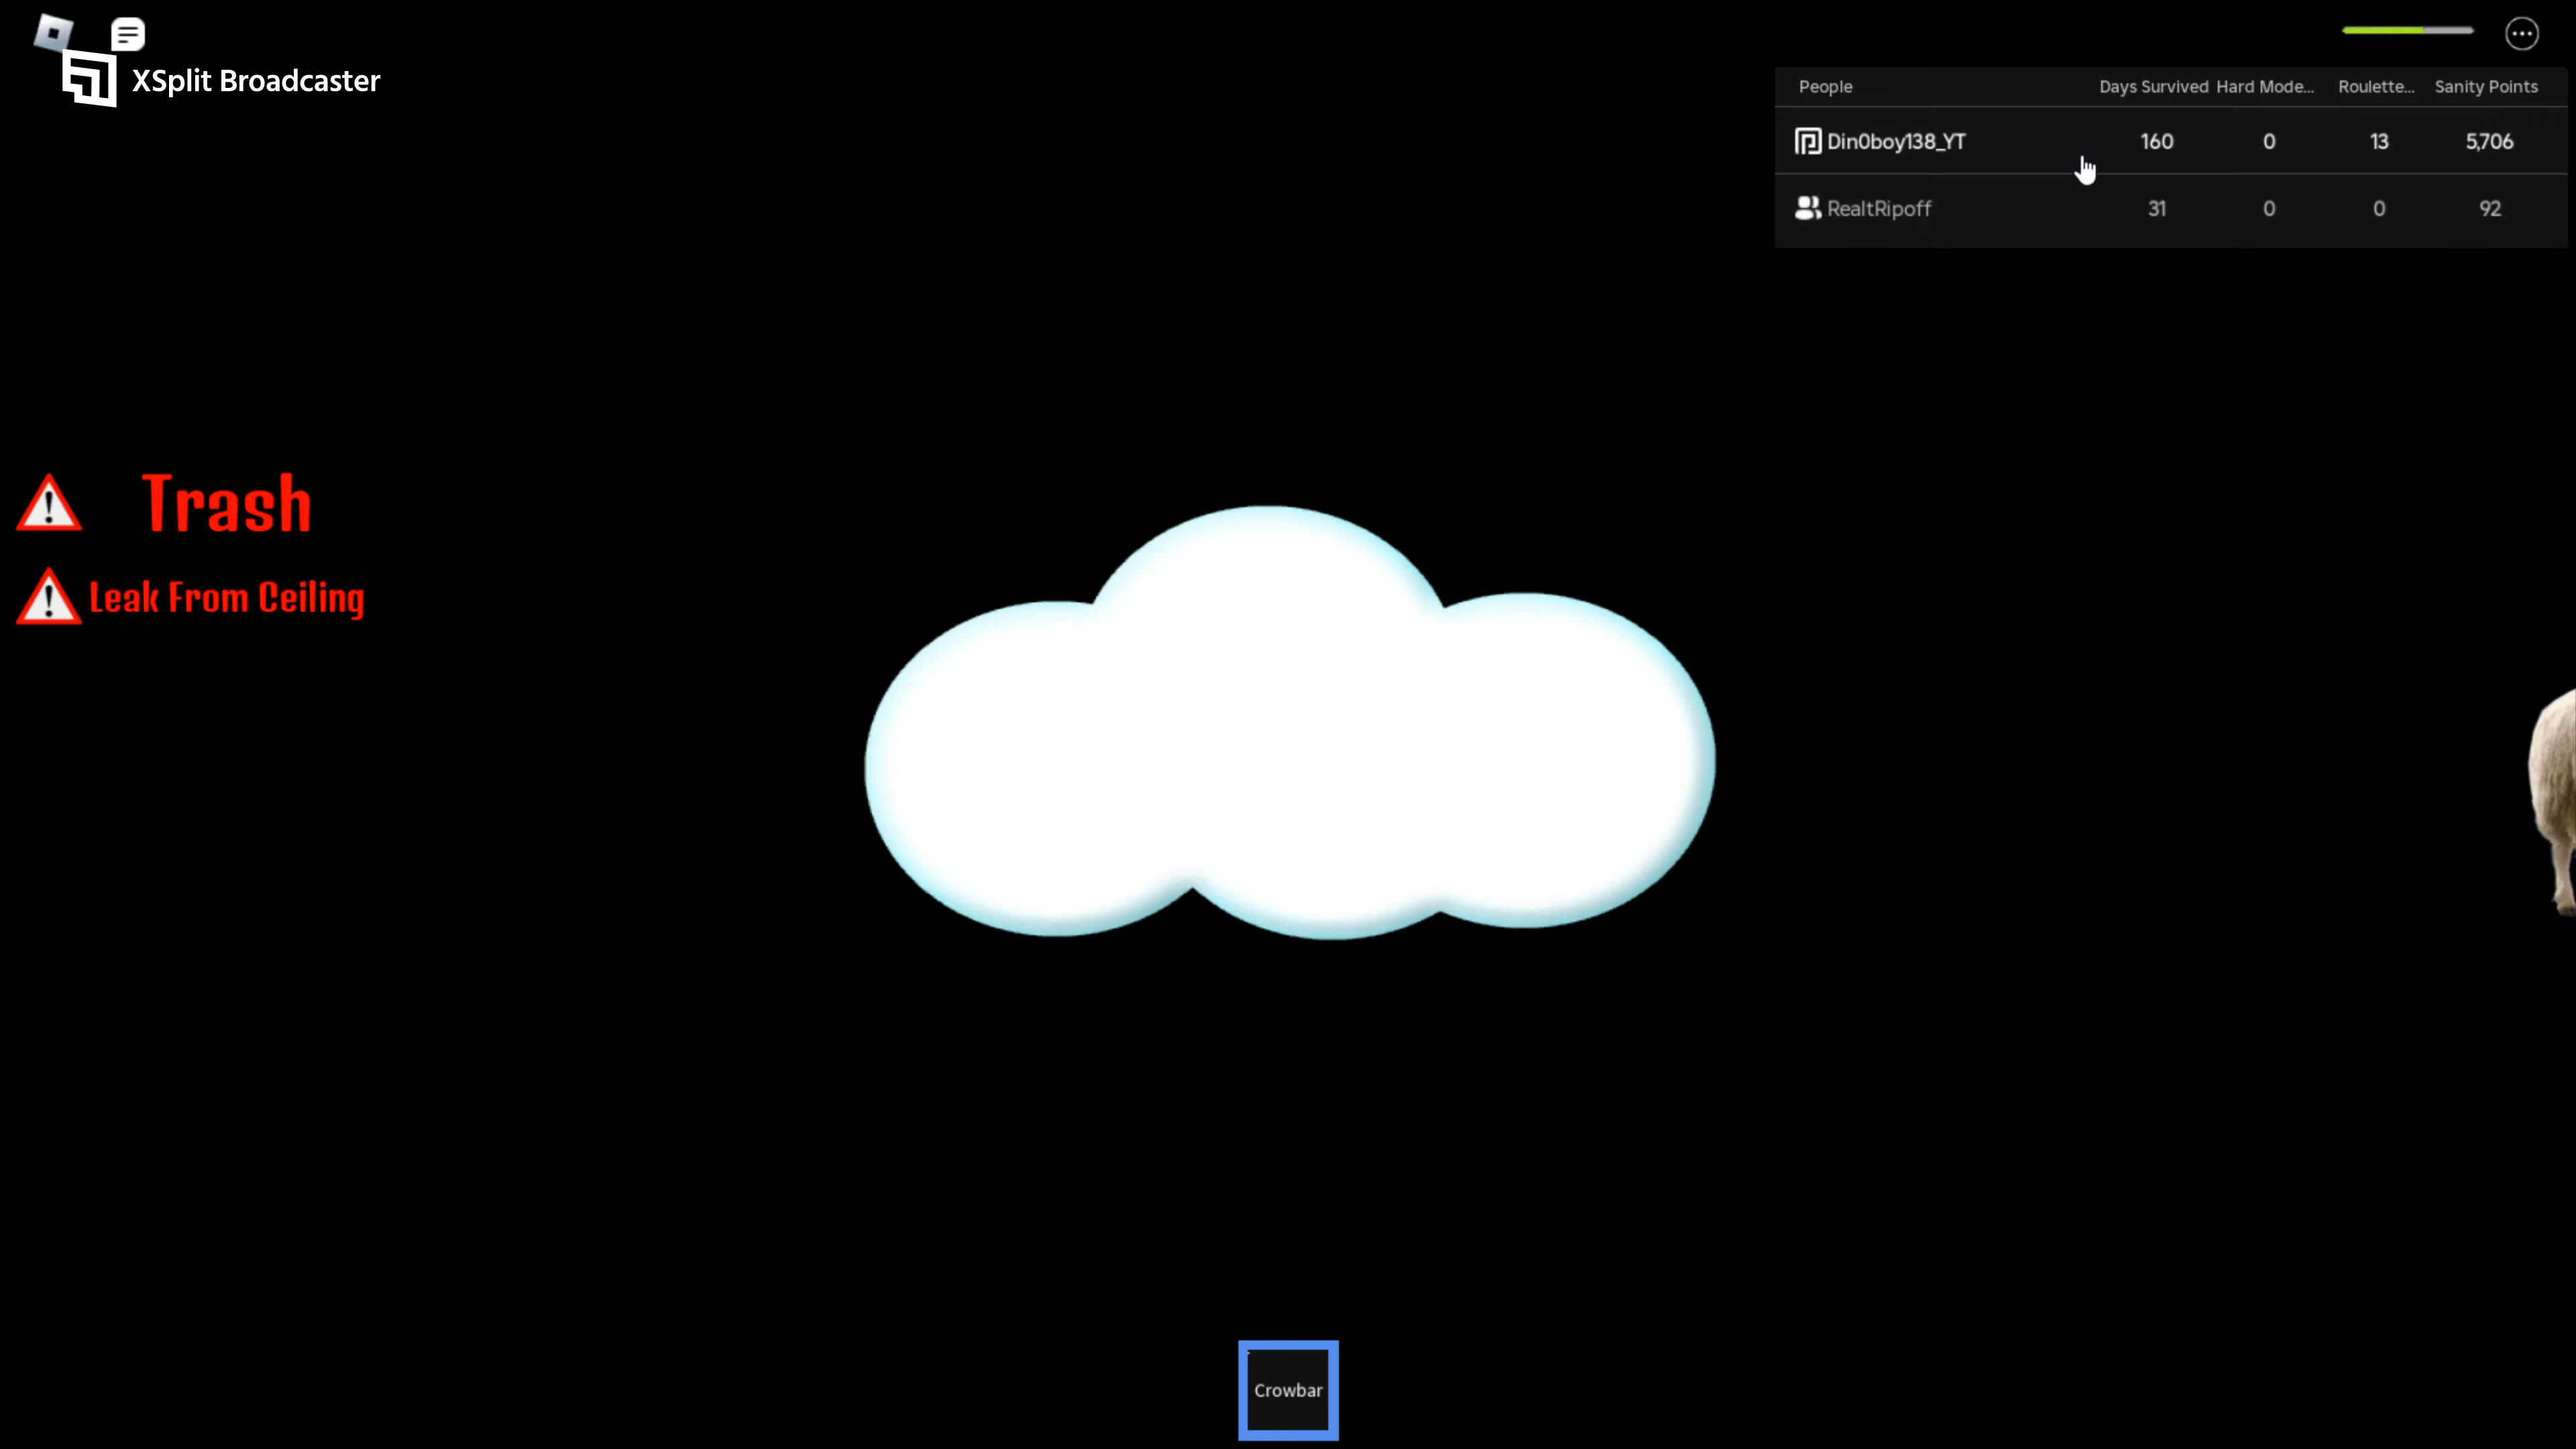 XSplit Broadcaster
People Days Survived Hard Mode... Roulette... Sanity Points
Din0boy138_YT 160 0 13 5,706
RealtRipoff 31 0 0 92
Trash
Leak From Ceiling
Crowbar